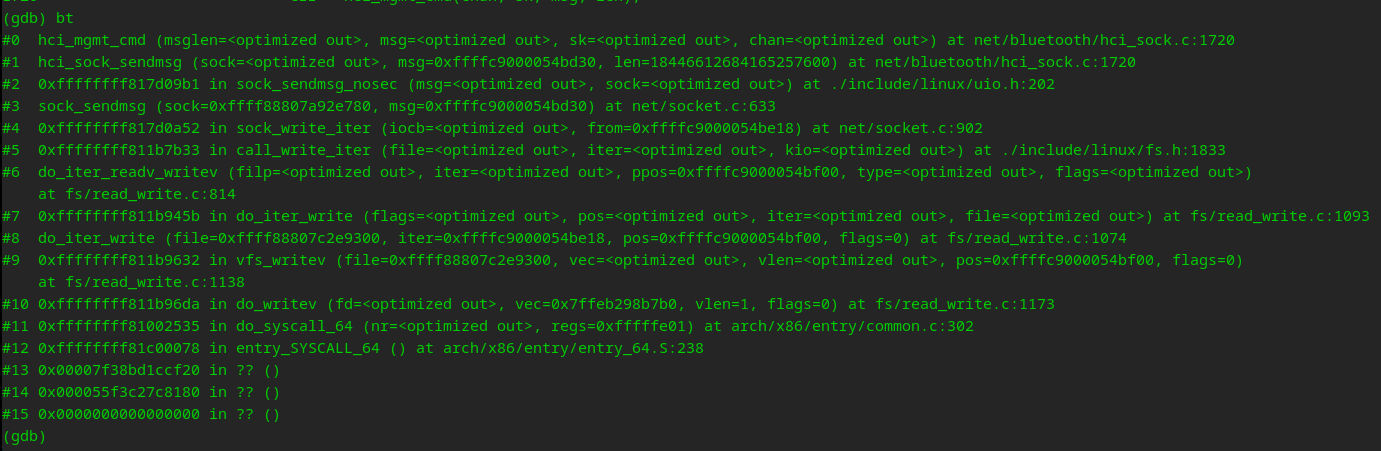 (gdb) bt
#0  hci_mgmt_cmd (msglen=<optimized out>, msg=<optimized out>, sk=<optimized out>, chan=<optimized out>) at net/bluetooth/hci_sock.c:1720
#1  hci_sock_sendmsg (sock=<optimized out>, msg=0xffffc9000054bd30, len=18446612684165257600) at net/bluetooth/hci_sock.c:1720
#2  0xffffffff817d09b1 in sock_sendmsg_nosec (msg=<optimized out>, sock=<optimized out>) at ./include/linux/uio.h:202
#3  sock_sendmsg (sock=0xffff88807a92e780, msg=0xffffc9000054bd30) at net/socket.c:633
#4  0xffffffff817d0a52 in sock_write_iter (iocb=<optimized out>, from=0xffffc9000054be18) at net/socket.c:902
#5  0xffffffff811b7b33 in call_write_iter (file=<optimized out>, iter=<optimized out>, kio=<optimized out>) at ./include/linux/fs.h:1833
#6  do_iter_readv_writev (filp=<optimized out>, iter=<optimized out>, ppos=0xffffc9000054bf00, type=<optimized out>, flags=<optimized out>)
    at fs/read_write.c:814
#7  0xffffffff811b945b in do_iter_write (flags=<optimized out>, pos=<optimized out>, iter=<optimized out>, file=<optimized out>) at fs/read_write.c:1093
#8  do_iter_write (file=0xffff88807c2e9300, iter=0xffffc9000054be18, pos=0xffffc9000054bf00, flags=0) at fs/read_write.c:1074
#9  0xffffffff811b9632 in vfs_writev (file=0xffff88807c2e9300, vec=<optimized out>, vlen=<optimized out>, pos=0xffffc9000054bf00, flags=0)
    at fs/read_write.c:1138
#10 0xffffffff811b96da in do_writev (fd=<optimized out>, vec=0x7ffeb298b7b0, vlen=1, flags=0) at fs/read_write.c:1173
#11 0xffffffff81002535 in do_syscall_64 (nr=<optimized out>, regs=0xfffffe01) at arch/x86/entry/common.c:302
#12 0xffffffff81c00078 in entry_SYSCALL_64 () at arch/x86/entry/entry_64.S:238
#13 0x00007f38bd1ccf20 in ?? ()
#14 0x000055f3c27c8180 in ?? ()
#15 0x0000000000000000 in ?? ()
(gdb)